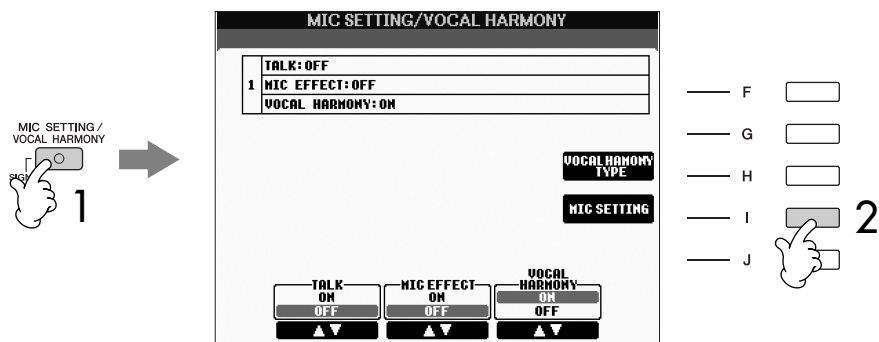 MIC SETTING/VOCAL HARMONY
TALK:OFF
1 MIC EFFECT:OFF
VOCAL HARMONY:ON
MIC SETTING /
VOCAL HARMONY
1
VOCAL HAMONY
TYPE
MIC SETTING
F
G
H
I
2
J
TALK
ON
OFF
MIC EFFECT
ON
OFF
VOCAL
HARMONY
ON
OFF